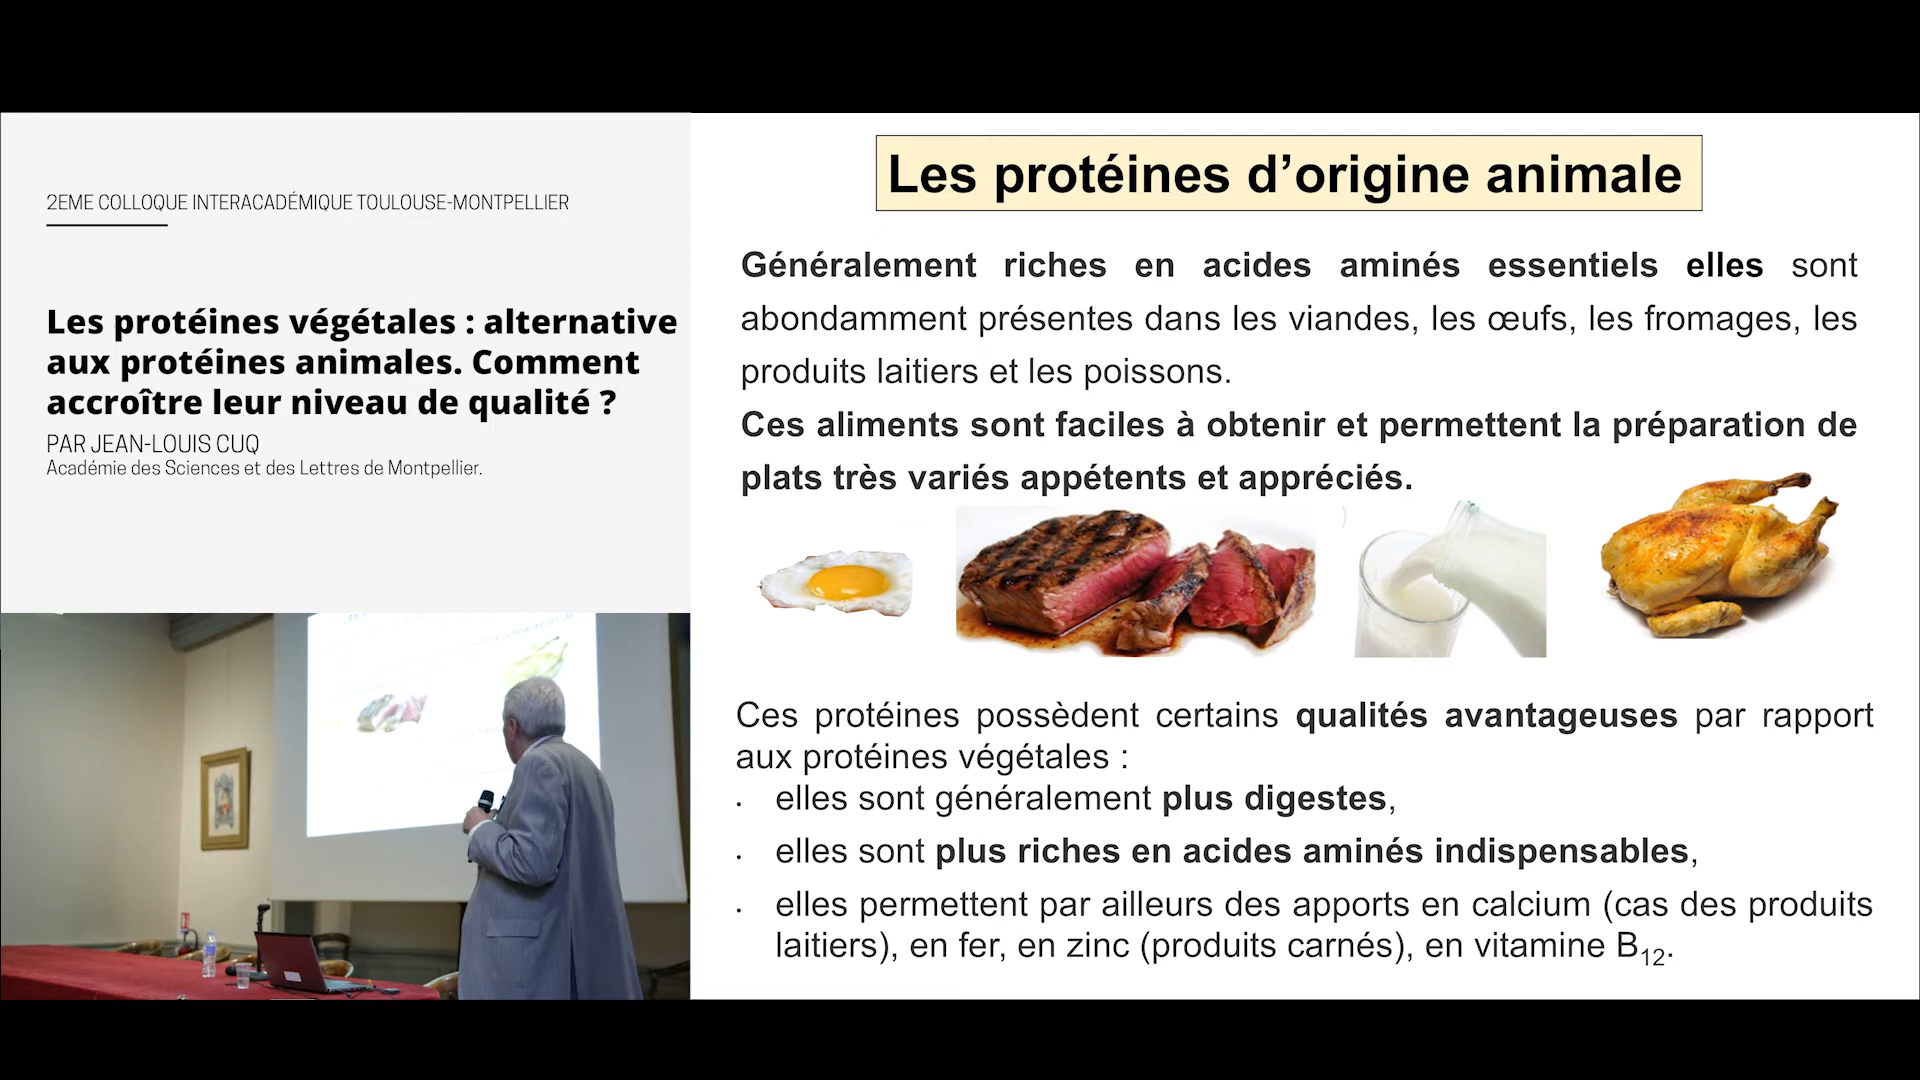 2EME COLLOQUE INTERACADÉMIQUE TOULOUSE-MONTPELLIER
Les protéines végétales : alternative
aux protéines animales. Comment
accroître leur niveau de qualité ?
PAR JEAN-LOUIS CUQ
Académie des Sciences et des Lettres de Montpellier.
Les protéines d’origine animale
Généralement riches en acides aminés essentiels elles sont
abondamment présentes dans les viandes, les œufs, les fromages, les
produits laitiers et les poissons.
Ces aliments sont faciles à obtenir et permettent la préparation de
plats très variés appétents et appréciés.
Ces protéines possèdent certains qualités avantageuses par rapport
aux protéines végétales :
• elles sont généralement plus digestes,
• elles sont plus riches en acides aminés indispensables,
• elles permettent par ailleurs des apports en calcium (cas des produits
laitiers), en fer, en zinc (produits carnés), en vitamine B₁₂.